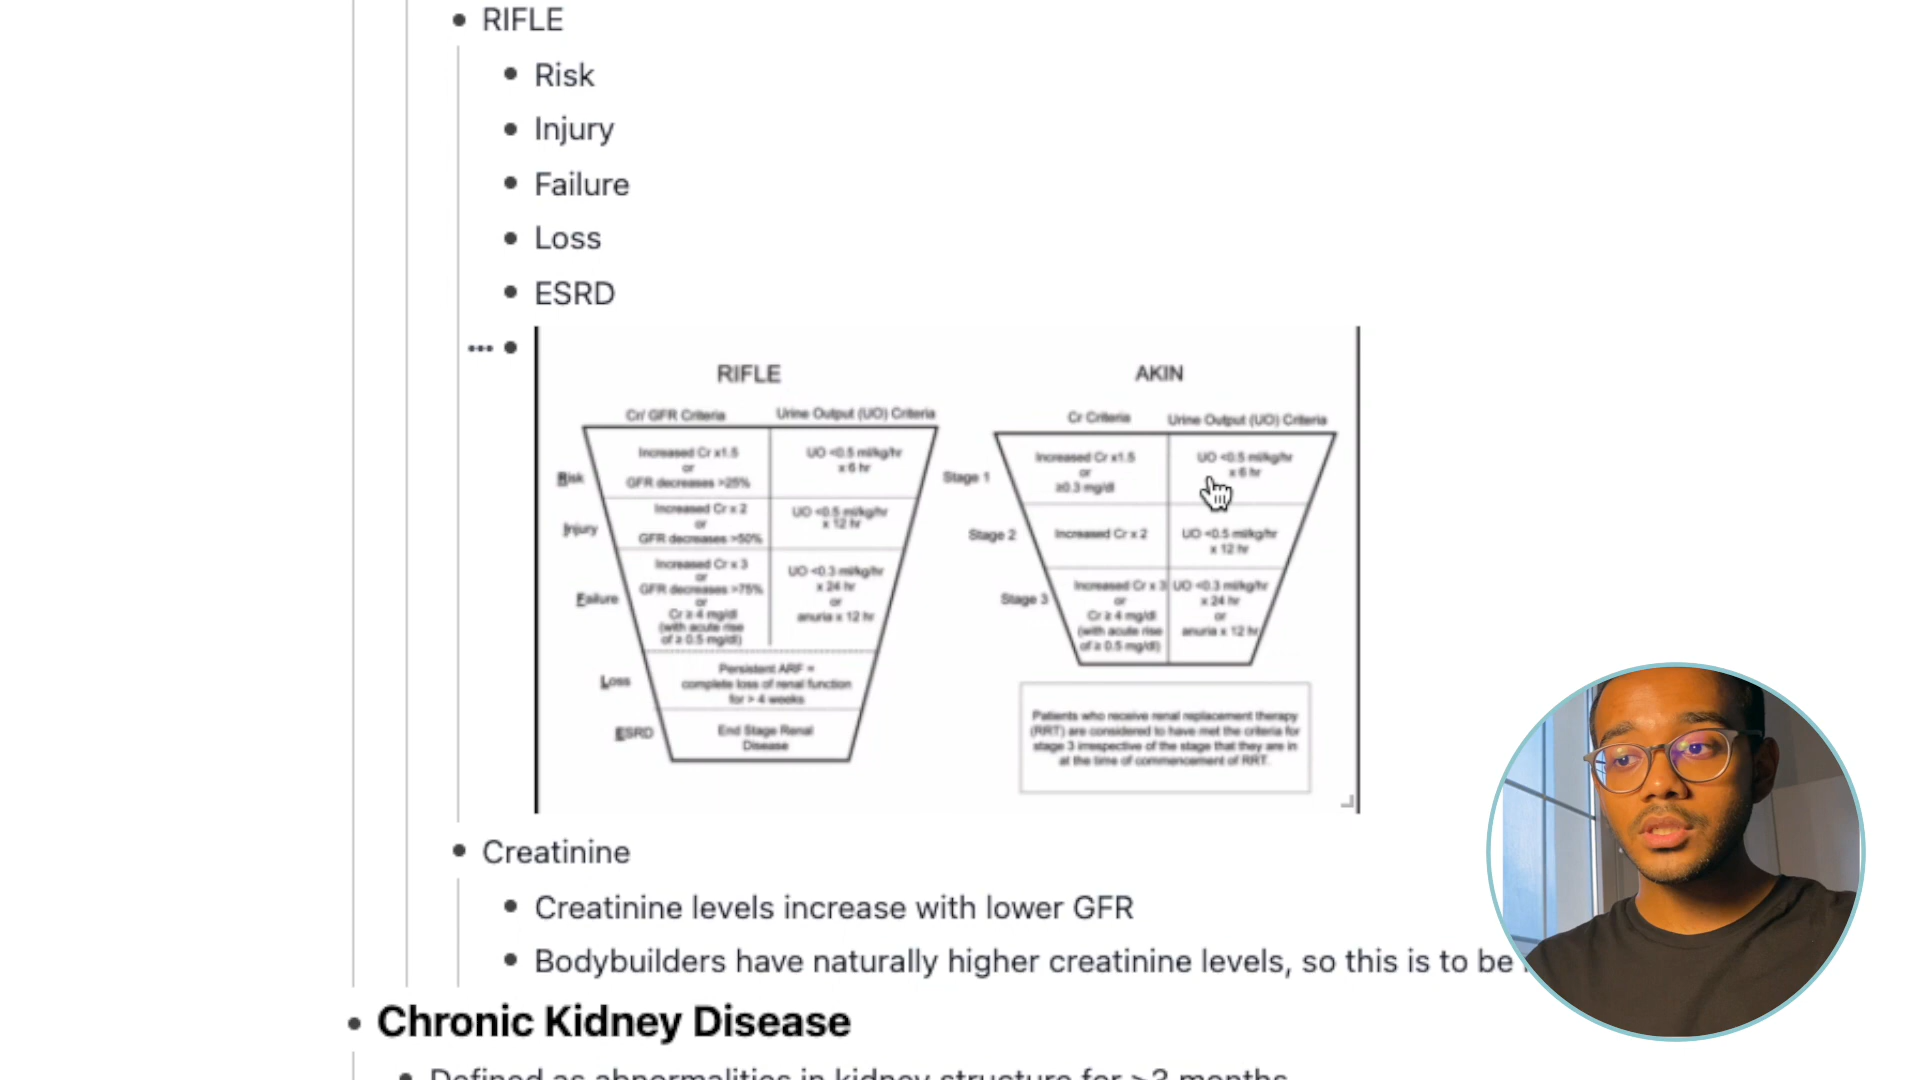 RIFLE
Risk
Injury
Failure
Loss
ESRD
RIFLE
Cr/ GFR Criteria
Urine Output (UO) Criteria
Risk
Increased Cr x1.5
or
GFR decreases >25%
UO <0.5 ml/kg/hr
x 6 hr
Injury
Increased Cr x 2
or
GFR decreases >50%
UO <0.5 ml/kg/hr
x 12 hr
Failure
Increased Cr x 3
or
GFR decreases >75%
or
Cr ≥ 4 mg/dl
(with acute rise
of ≥ 0.5 mg/dl)
UO <0.3 ml/kg/hr
x 24 hr
or
anuria x 12 hr
Loss
Persistent ARF =
complete loss of renal function
for > 4 weeks
ESRD
End Stage Renal
Disease
AKIN
Cr Criteria
Urine Output (UO) Criteria
Stage 1
Increased Cr x1.5
or
≥0.3 mg/dl
UO <0.5 ml/kg/hr
x 6 hr
Stage 2
Increased Cr x 2
UO <0.5 ml/kg/hr
x 12 hr
Stage 3
Increased Cr x 3
or
Cr ≥ 4 mg/dl
(with acute rise
of ≥ 0.5 mg/dl)
UO <0.3 ml/kg/hr
x 24 hr
or
anuria x 12 hr
Patients who receive renal replacement therapy
(RRT) are considered to have met the criteria for
stage 3 irrespective of the stage that they are in
at the time of commencement of RRT.
Creatinine
Creatinine levels increase with lower GFR
Bodybuilders have naturally higher creatinine levels, so this is to be
Chronic Kidney Disease
Defined as abnormalities in kidney structure for >3 months